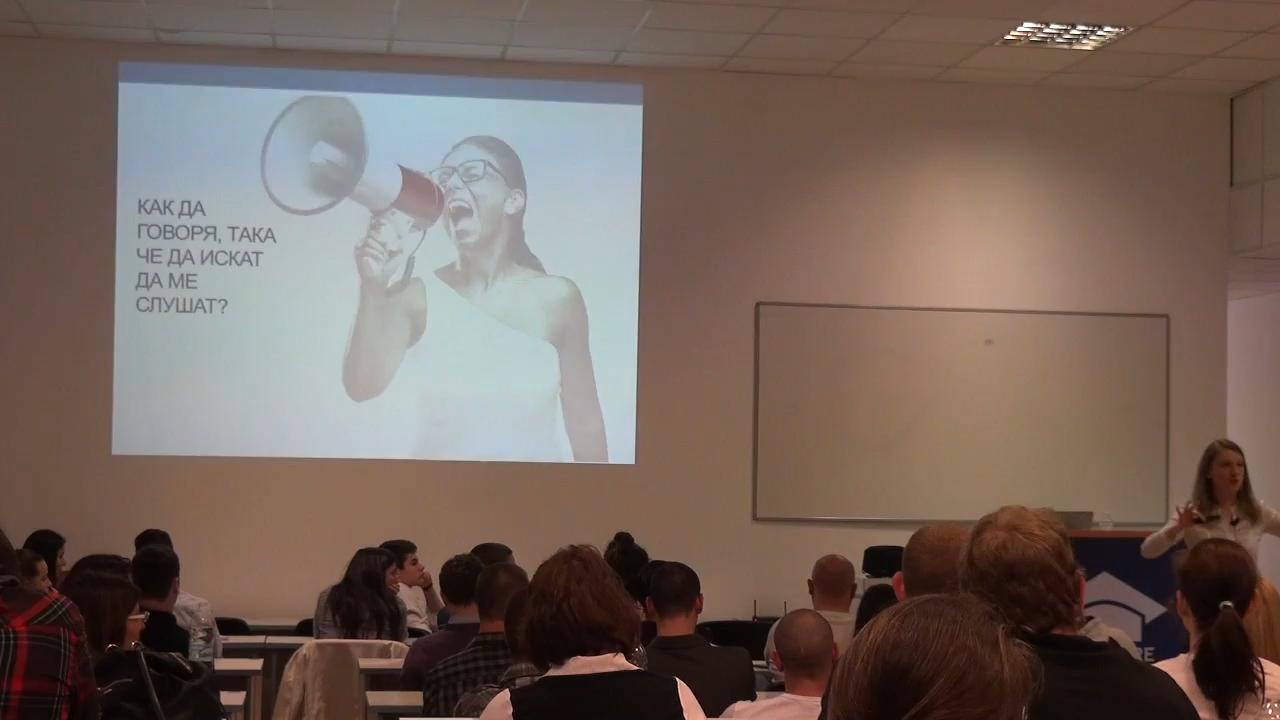 КАК ДА
ГОВОРЯ, ТАКА
ЧЕ ДА ИСКАТ
ДА МЕ
СЛУШАТ?